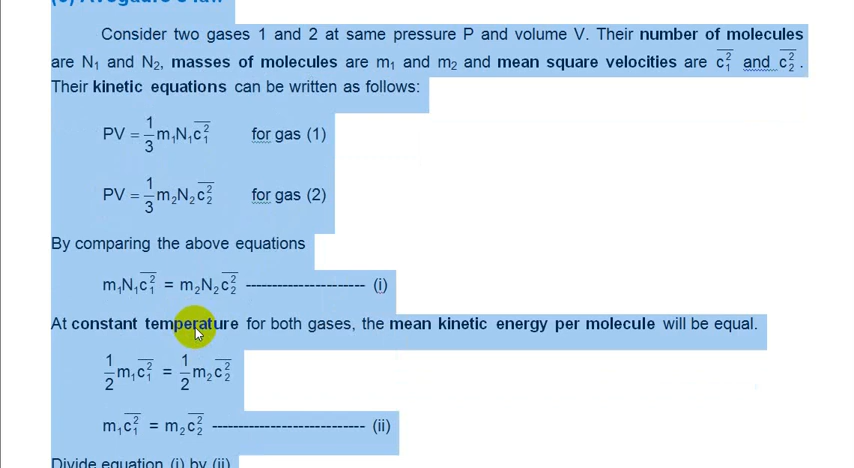 Consider two gases 1 and 2 at same pressure P and volume V. Their number of molecules
are N₁ and N₂, masses of molecules are m₁ and m₂ and mean square velocities are c̅₁² and c̅₂² .
Their kinetic equations can be written as follows:
PV = 1/3 m₁N₁c̅₁² for gas (1)
PV = 1/3 m₂N₂c̅₂² for gas (2)
By comparing the above equations
m₁N₁c̅₁² = m₂N₂c̅₂² --------------------- (i)
At constant temperature for both gases, the mean kinetic energy per molecule will be equal.
1/2 m₁c̅₁² = 1/2 m₂c̅₂²
m₁c̅₁² = m₂c̅₂² --------------------------- (ii)
Divide equation (i) by (ii)